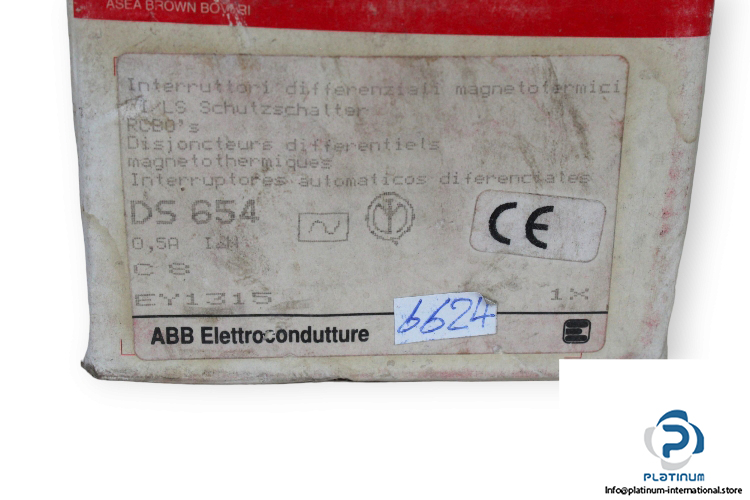 ASEA BROWN BOVERI
Interruttori differenziali magnetotermici
FI/LS Schutzschalter
RCBO's
Disjoncteurs differentiels
magnetothermiques
Interruptores automaticos diferenciales
DS 654
0,5A I∆N
C 8
EY1315
1X
CE
ABB Elettrocondutture
6624
PLATINUM
Info@platinum-international.store